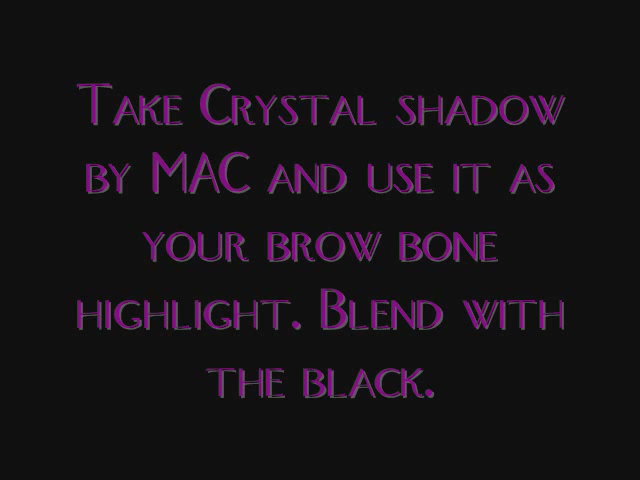 Take Crystal shadow
by MAC and use it as
your brow bone
highlight. Blend with
the black.